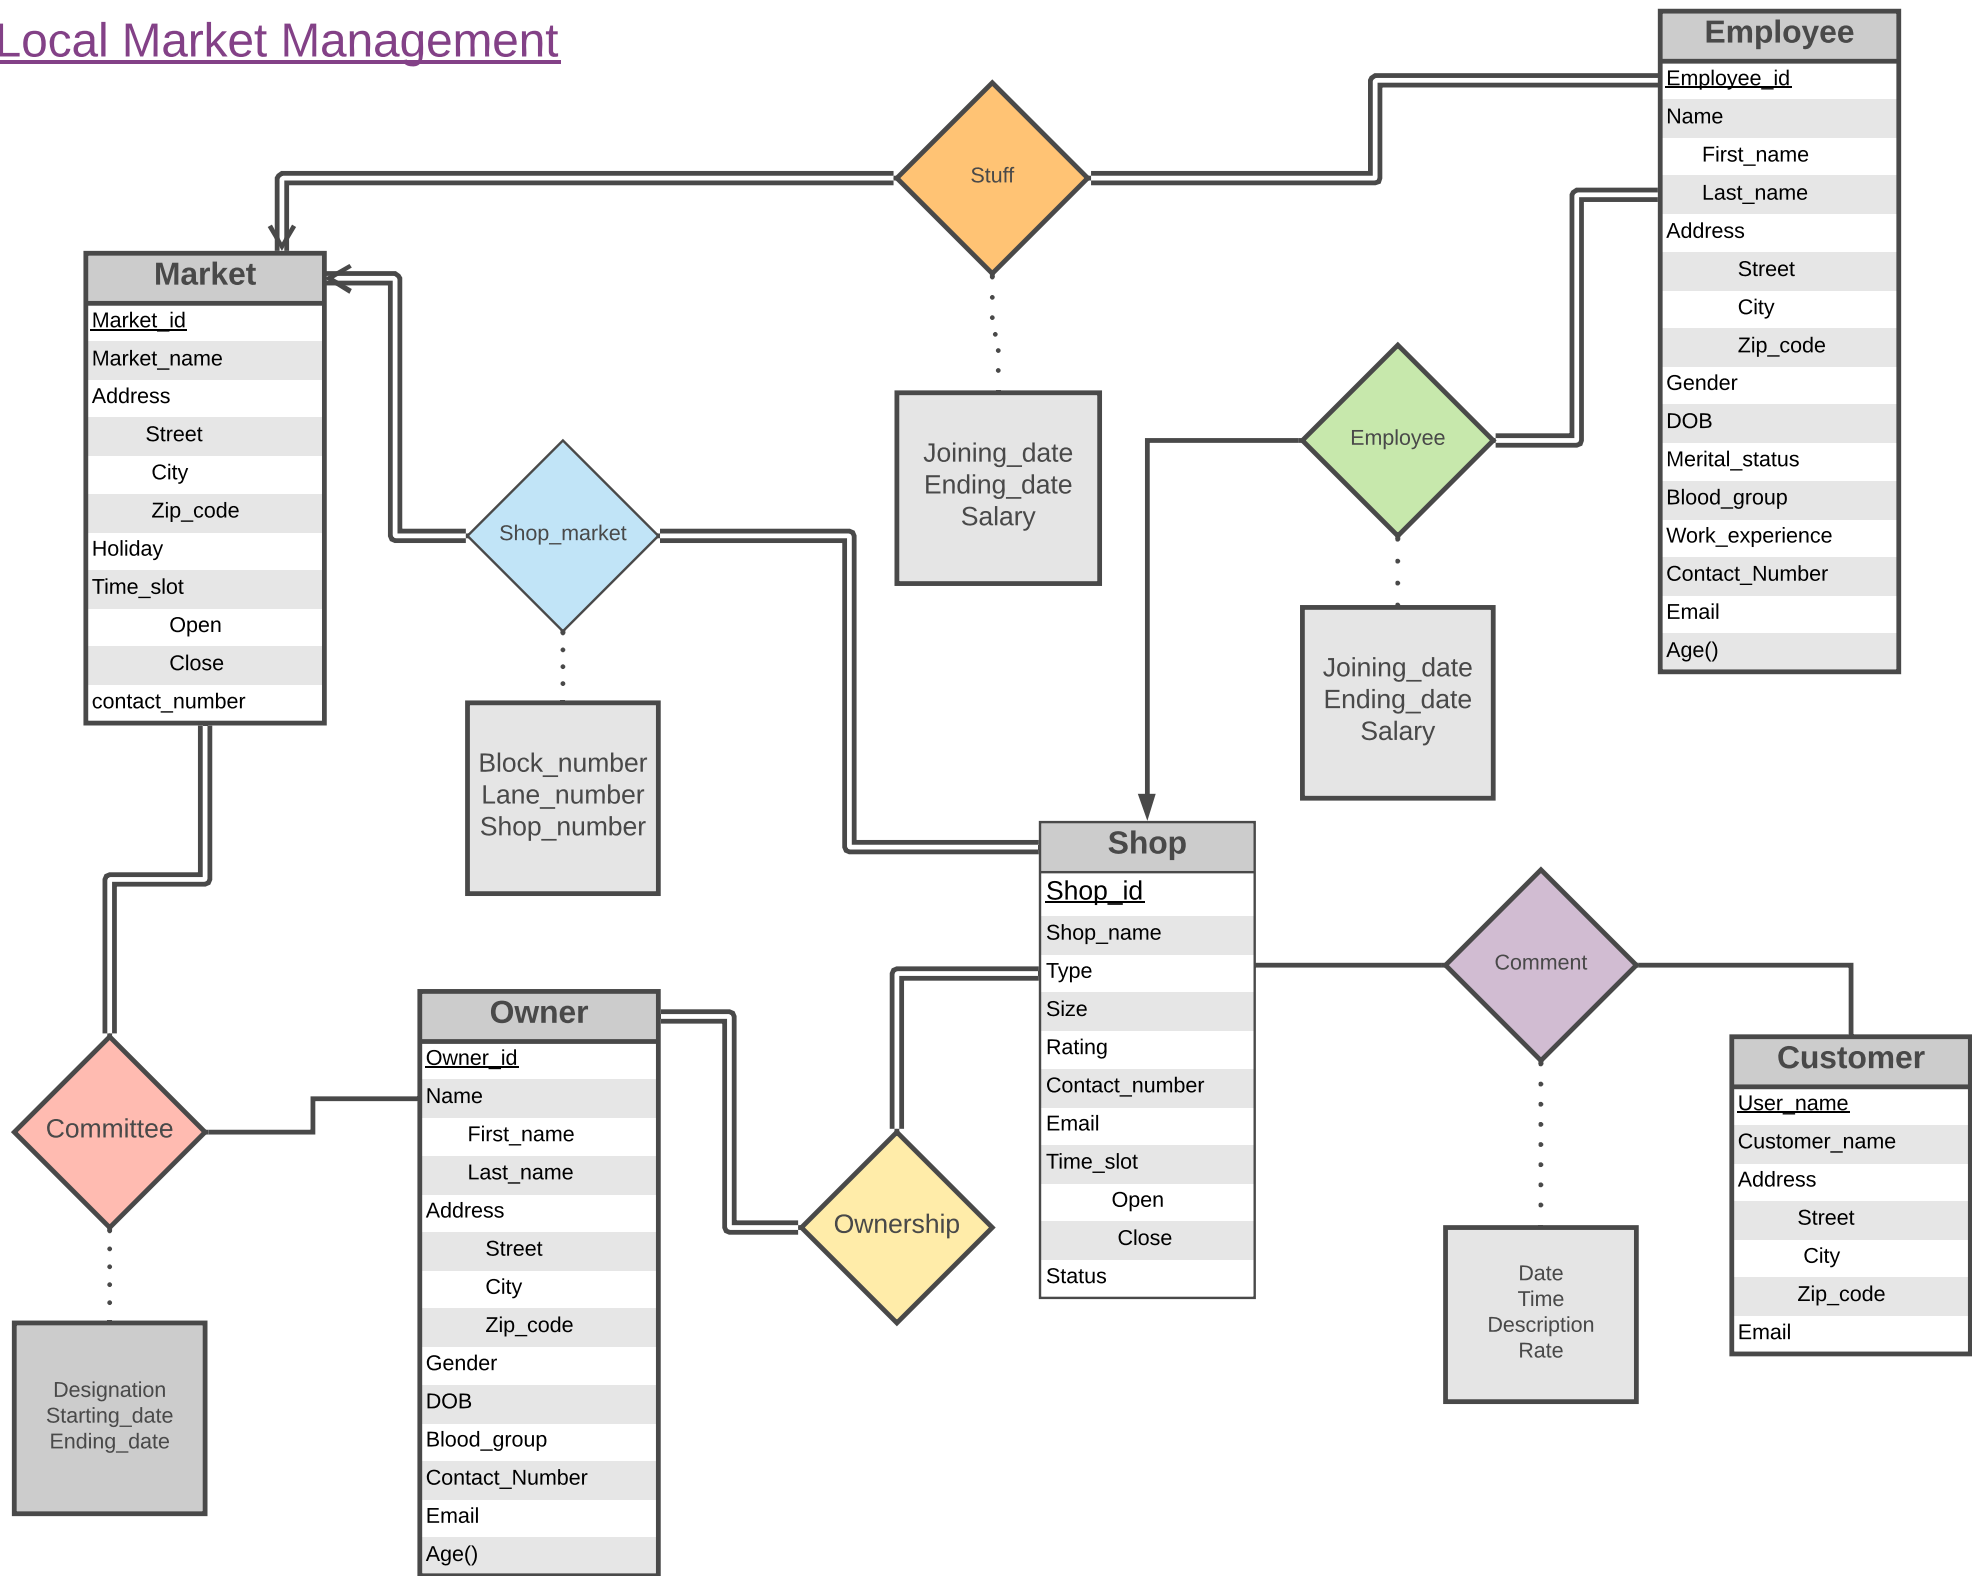 Local Market Management
Employee
Employee_id
Name
First_name
Last_name
Address
Street
City
Zip_code
Gender
DOB
Merital_status
Blood_group
Work_experience
Contact_Number
Email
Age()
Stuff
Joining_date
Ending_date
Salary
Market
Market_id
Market_name
Address
Street
City
Zip_code
Holiday
Time_slot
Open
Close
contact_number
Shop_market
Block_number
Lane_number
Shop_number
Employee
Joining_date
Ending_date
Salary
Shop
Shop_id
Shop_name
Type
Size
Rating
Contact_number
Email
Time_slot
Open
Close
Status
Comment
Date
Time
Description
Rate
Customer
User_name
Customer_name
Address
Street
City
Zip_code
Email
Committee
Designation
Starting_date
Ending_date
Owner
Owner_id
Name
First_name
Last_name
Address
Street
City
Zip_code
Gender
DOB
Blood_group
Contact_Number
Email
Age()
Ownership